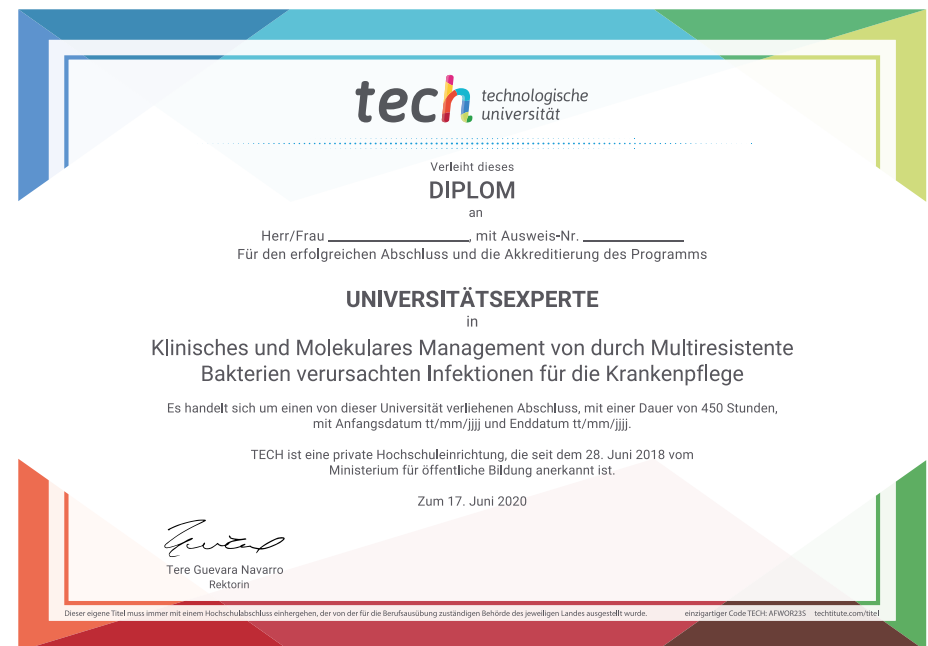 tech technologische
universität
Verleiht dieses
DIPLOM
an
Herr/Frau ____________________, mit Ausweis-Nr. ______________
Für den erfolgreichen Abschluss und die Akkreditierung des Programms
UNIVERSITÄTSEXPERTE
in
Klinisches und Molekulares Management von durch Multiresistente
Bakterien verursachten Infektionen für die Krankenpflege
Es handelt sich um einen von dieser Universität verliehenen Abschluss, mit einer Dauer von 450 Stunden,
mit Anfangsdatum tt/mm/jjjj und Enddatum tt/mm/jjjj.
TECH ist eine private Hochschuleinrichtung, die seit dem 28. Juni 2018 vom
Ministerium für öffentliche Bildung anerkannt ist.
Zum 17. Juni 2020
Tere Guevara Navarro
Rektorin
Dieser eigene Titel muss immer mit einem Hochschulabschluss einhergehen, der von der für die Berufsausübung zuständigen Behörde des jeweiligen Landes ausgestellt wurde. einzigartiger Code TECH: AFWOR23S techtitute.com/titel